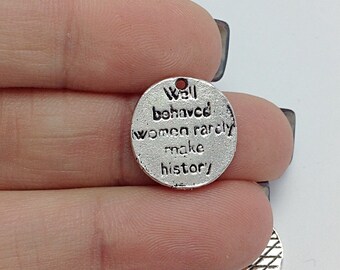 Well
behaved
women rarely
make
history